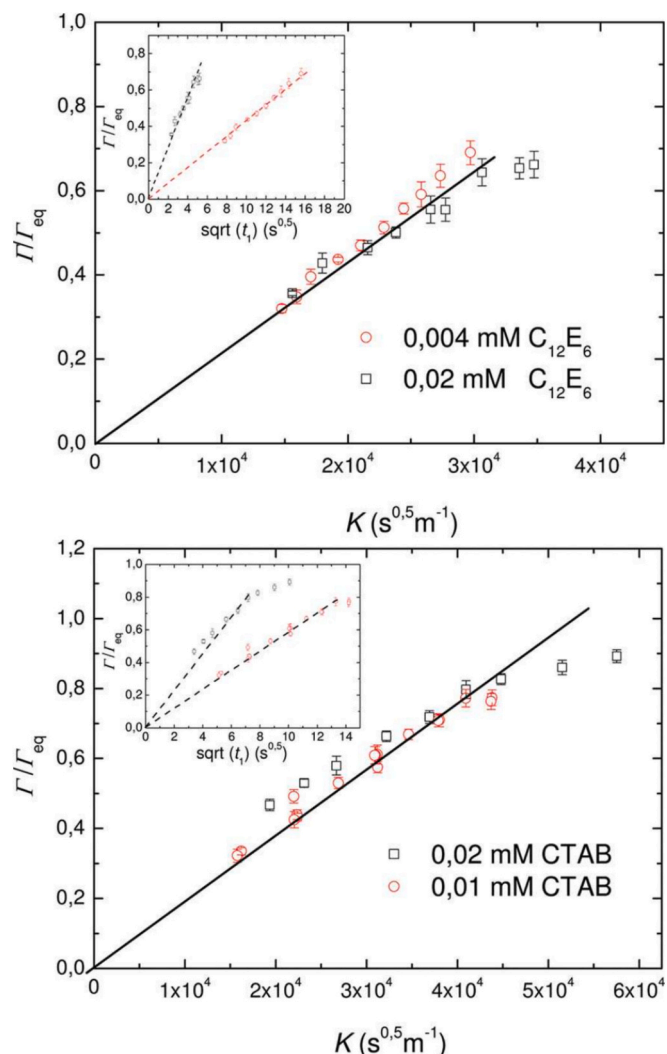 1,0
0,8
0,6
0,4
0,2
0,0
Γ/Γeq
0,8
0,6
0,4
0,2
0,0
Γ/Γeq
0 2 4 6 8 10 12 14 16 18 20
sqrt (t₁) (s⁰,⁵)
0,004 mM C₁₂E₆
0,02 mM C₁₂E₆
0 1x10⁴ 2x10⁴ 3x10⁴ 4x10⁴
K (s⁰,⁵m⁻¹)
1,2
1,0
0,8
0,6
0,4
0,2
0,0
Γ/Γeq
1,0
0,8
0,6
0,4
0,2
0,0
Γ/Γeq
0 2 4 6 8 10 12 14
sqrt (t₁) (s⁰,⁵)
0,02 mM CTAB
0,01 mM CTAB
0 1x10⁴ 2x10⁴ 3x10⁴ 4x10⁴ 5x10⁴ 6x10⁴
K (s⁰,⁵m⁻¹)